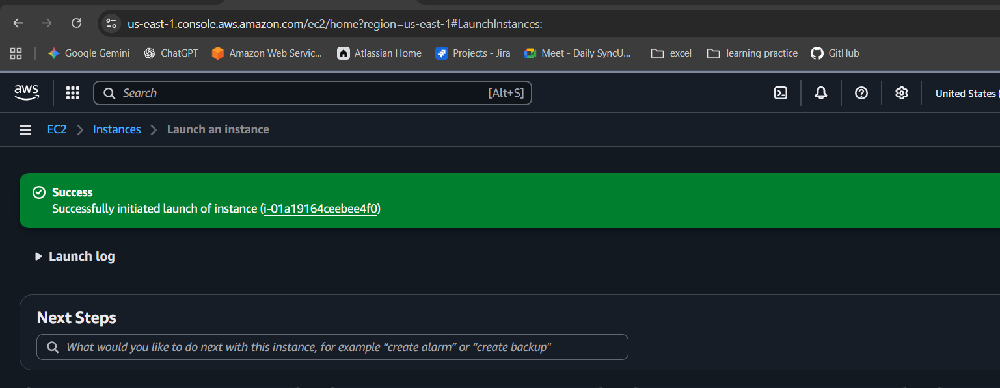 us-east-1.console.aws.amazon.com/ec2/home?region=us-east-1#LaunchInstances:
Google Gemini ChatGPT Amazon Web Servic... Atlassian Home Projects - Jira Meet - Daily SyncU... excel learning practice GitHub
aws Search [Alt+S] United States (
EC2 Instances Launch an instance
Success
Successfully initiated launch of instance (i-01a19164ceebee4f0)
Launch log
Next Steps
What would you like to do next with this instance, for example “create alarm” or “create backup"